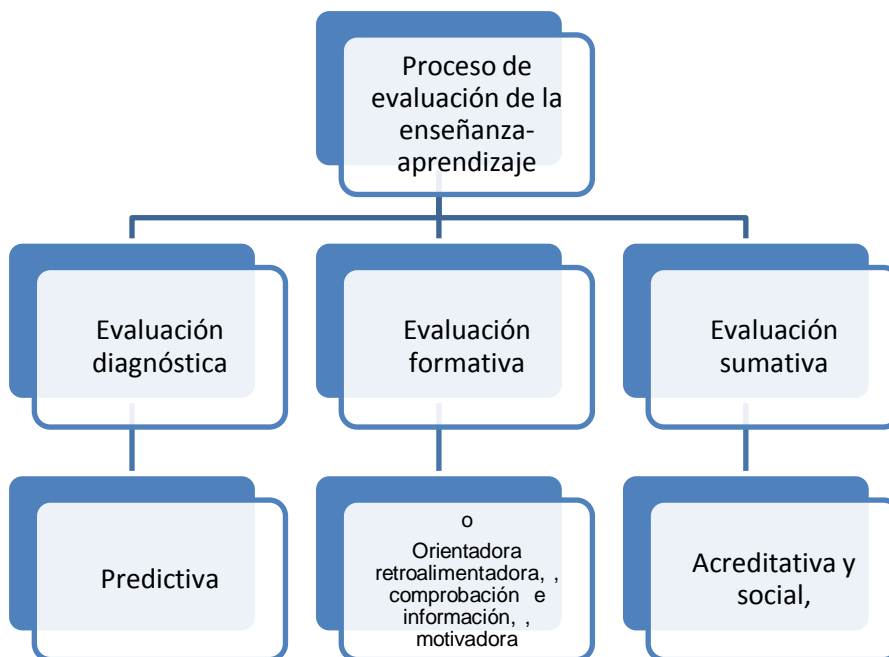 Proceso de
evaluación de la
enseñanza-
aprendizaje
Evaluación
diagnóstica
Evaluación
formativa
Evaluación
sumativa
Predictiva
o
Orientadora
retroalimentadora, ,
comprobación e
información, ,
motivadora
Acreditativa y
social,